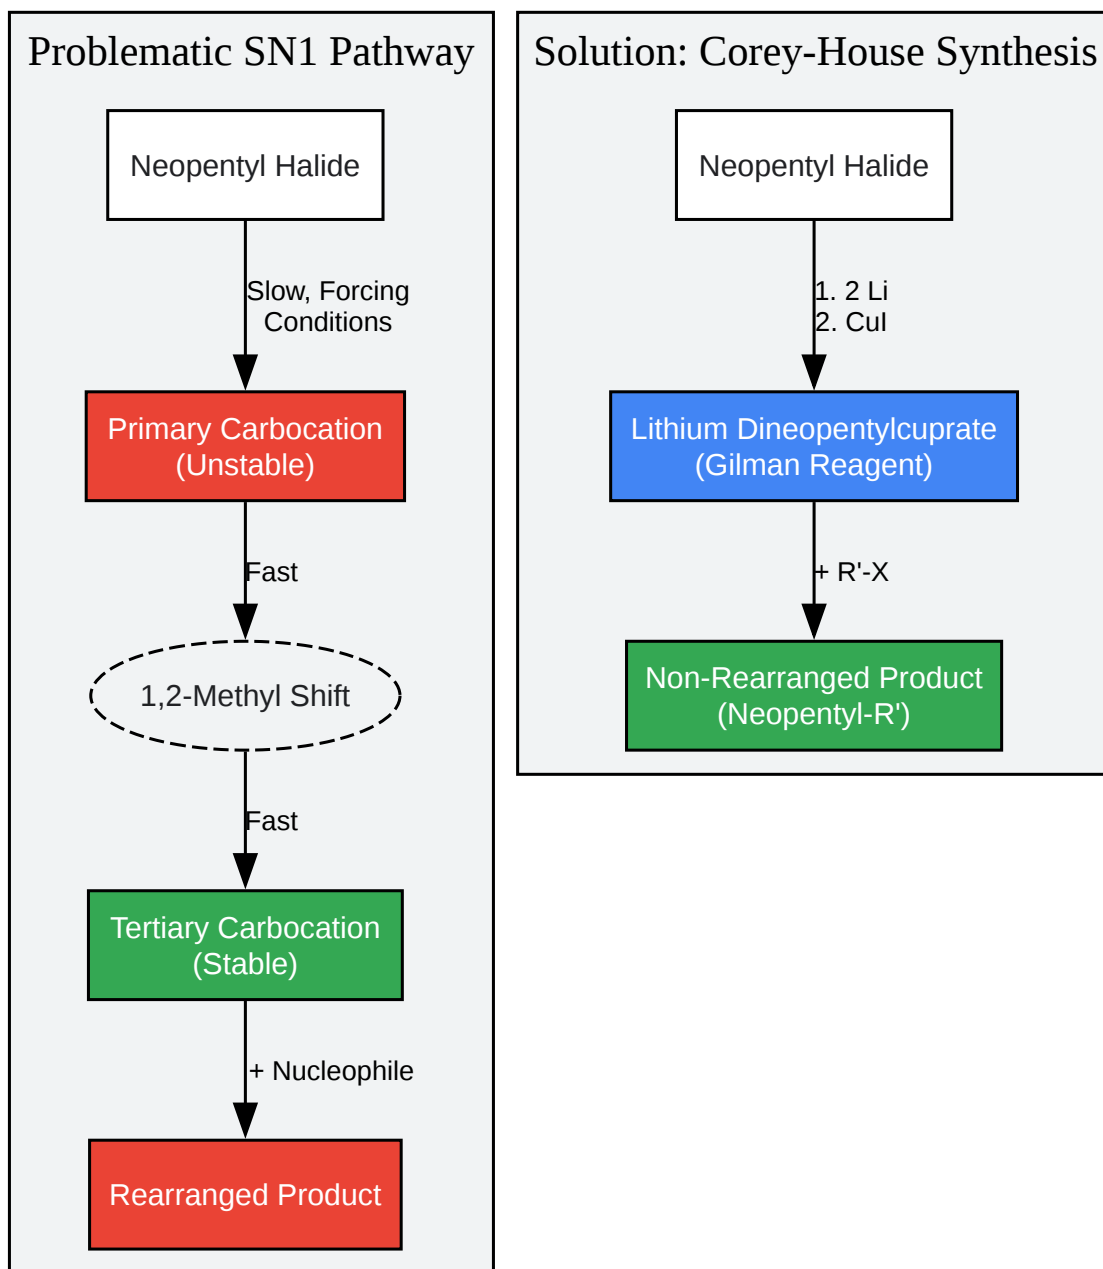 Problematic SN1 Pathway
Neopentyl Halide
Slow, Forcing
Conditions
Primary Carbocation
(Unstable)
Fast
1,2-Methyl Shift
Fast
Tertiary Carbocation
(Stable)
+ Nucleophile
Rearranged Product
Solution: Corey-House Synthesis
Neopentyl Halide
1. 2 Li
2. CuI
Lithium Dineopentylcuprate
(Gilman Reagent)
+ R'-X
Non-Rearranged Product
(Neopentyl-R')